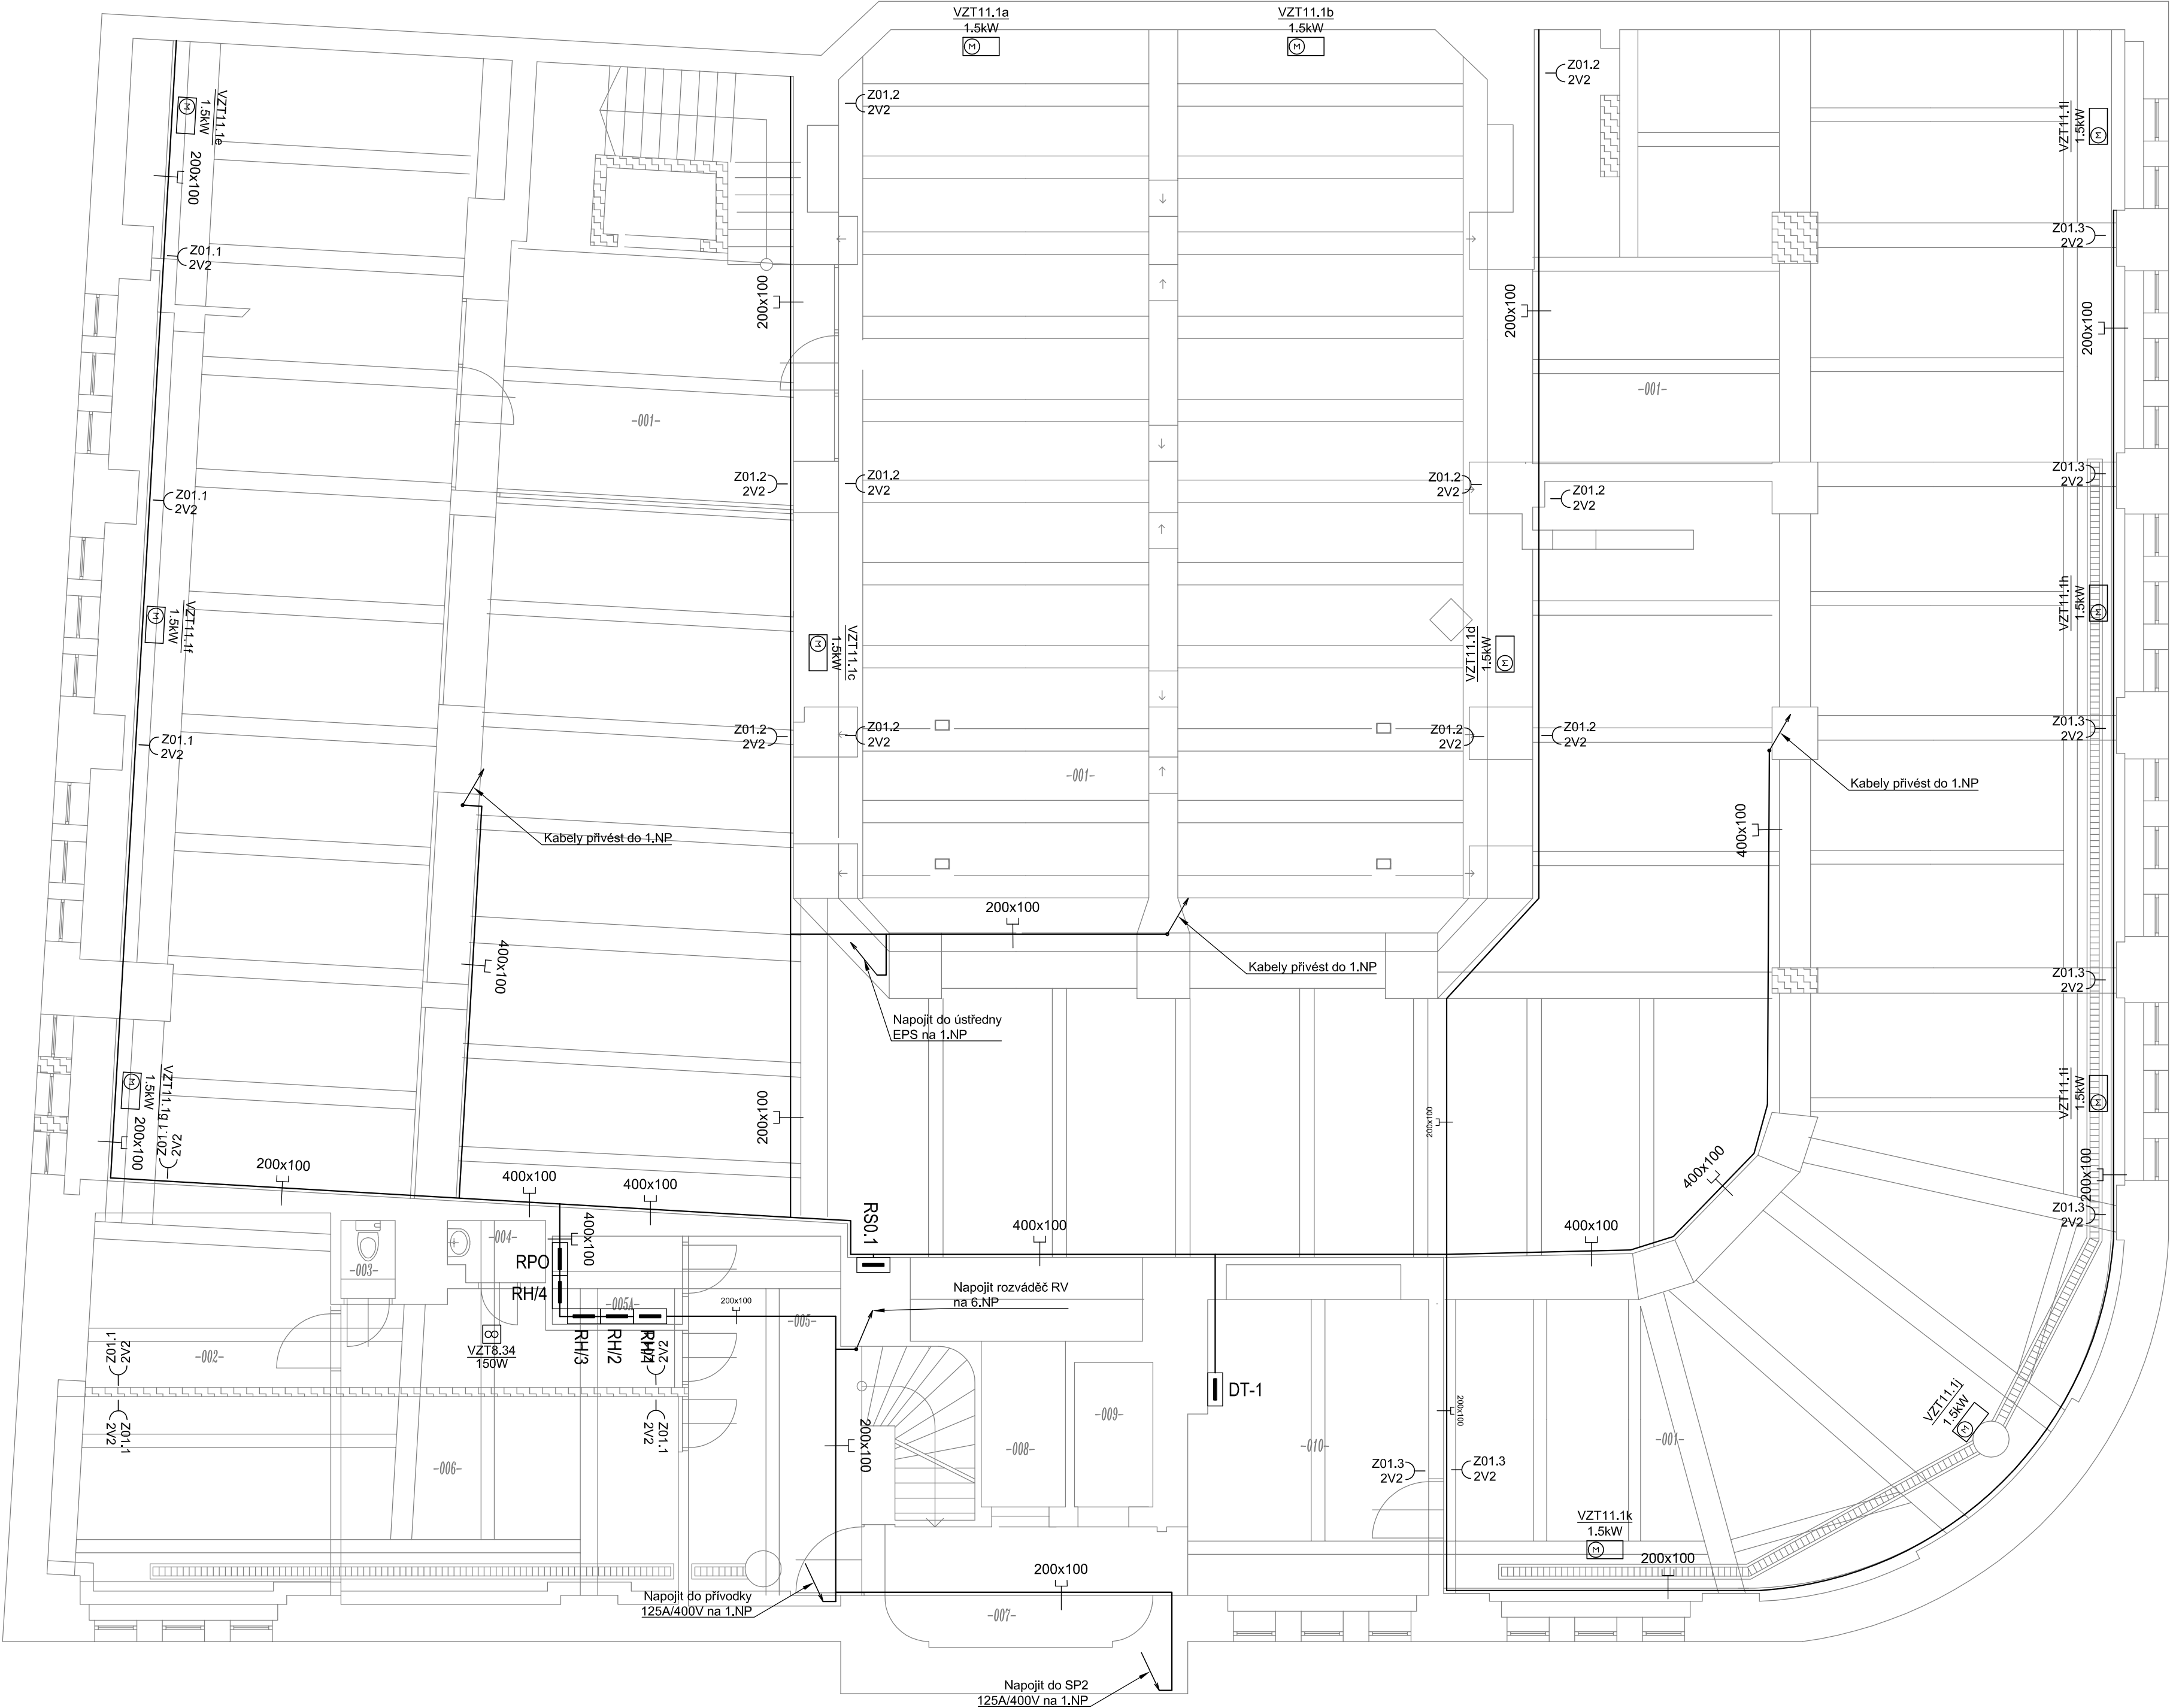 VZT11.1a
1.5kW
VZT11.1b
1.5kW
Z01.2
2V2
Z01.2
2V2
VZT11.1e
1.5kW
200x100
VZT11.1l
1.5kW
Z01.1
2V2
Z01.3
2V2
200x100
200x100
200x100
-001-
-001-
Z01.2
2V2
Z01.2
2V2
Z01.2
2V2
Z01.2
2V2
Z01.3
2V2
Z01.1
2V2
VZT11.1f
1.5kW
VZT11.1c
1.5kW
VZT11.1d
1.5kW
VZT11.1h
1.5kW
Z01.1
2V2
Z01.2
2V2
Z01.2
2V2
Z01.2
2V2
Z01.2
2V2
Z01.3
2V2
-001-
Kabely přivést do 1.NP
Kabely přivést do 1.NP
400x100
200x100
400x100
Kabely přivést do 1.NP
Z01.3
2V2
Napojit do ústředny
EPS na 1.NP
VZT11.1g
1.5kW
200x100
Z01.1
2V2
200x100
200x100
VZT11.1i
1.5kW
200x100
200x100
400x100
400x100
400x100
400x100
RS0.1
400x100
400x100
Z01.3
2V2
-003-
-004-
RPO
RH/4
-005A-
200x100
-005-
Napojit rozváděč RV
na 6.NP
RH/3
RH/2
RH/1
VZT8.34
150W
-002-
Z01.1
2V2
Z01.1
2V2
2V2
Z01.1
2V2
DT-1
200x100
-009-
-008-
-010-
-001-
200x100
VZT11.1j
1.5kW
-006-
Z01.3
2V2
Z01.3
2V2
VZT11.1k
1.5kW
200x100
200x100
Napojit do přívodky
125A/400V na 1.NP
-007-
Napojit do SP2
125A/400V na 1.NP